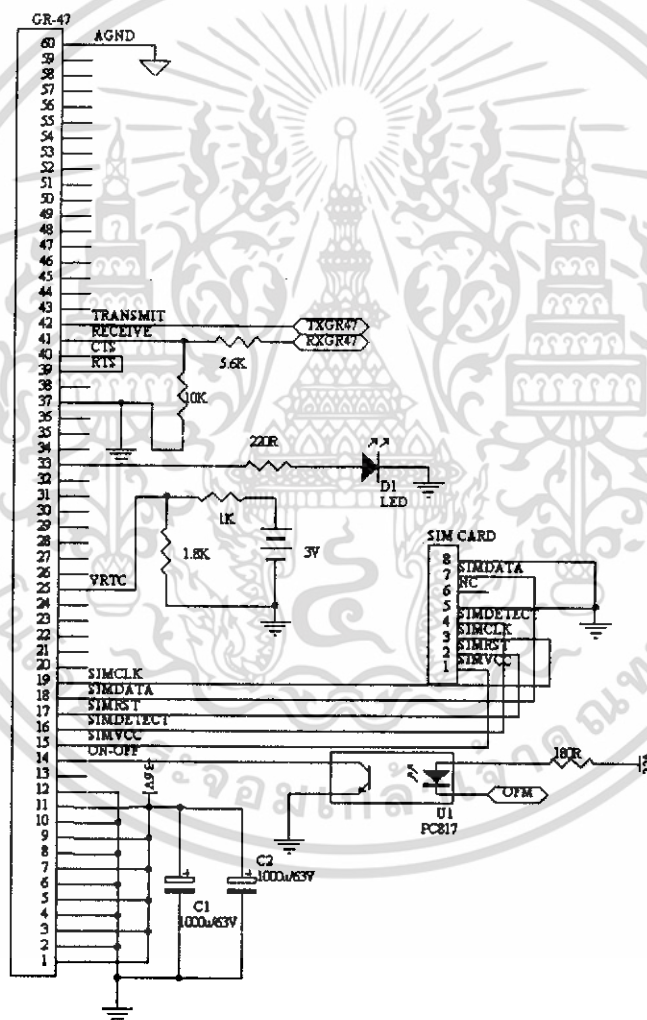 GR-47
60 AGND
59
58
57
56
55
54
53
52
51
50
49
48
47
46
45
44
43
42 TRANSMIT TXGR47
41 RECEIVE RXGR47
5.6K
40 CTS
39 RTS
38
10K
37
36
35
34
220R
33
D1
LED
32
31
30
1K
29
28
1.8K
3V
27
26
25 VRTC
24
23
22
21
20
SIM CARD
8
7 SIMDATA
6 NC
5
4 SIMDETECT
3 SIMCLK
2 SIMRST
1 SIMVCC
19 SIMCLK
18 SIMDATA
17 SIMRST
16 SIMDETECT
15 SIMVCC
14 ON-OFF
13
3.6V
180R
U1
PC817
12
11
10
9
8
7
6
5
4
3
2
1
C2
1000u/63V
C1
1000u/63V